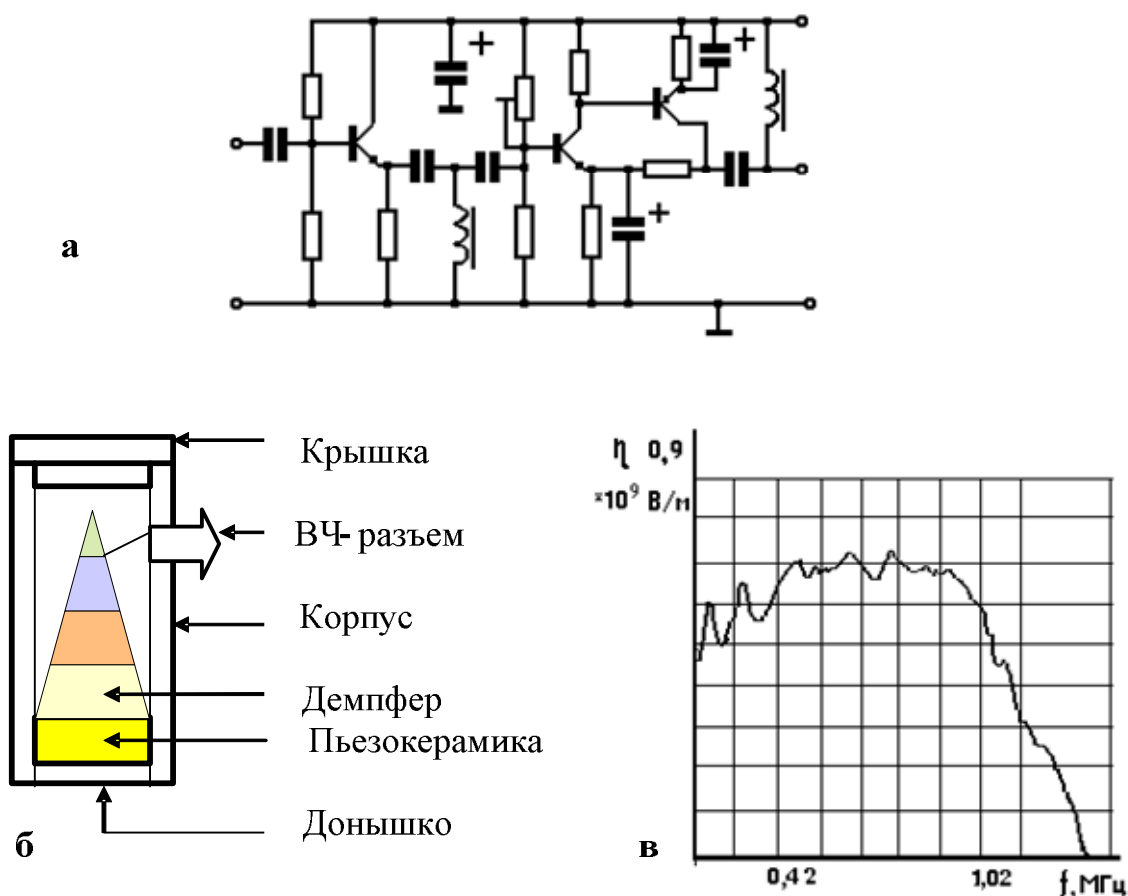 а
+
+
+
Крышка
ВЧ- разъем
Корпус
Демпфер
Пьезокерамика
Донышко
б
η 0,9
×10⁹ В/м
в
0,42
1,02
f,МГц